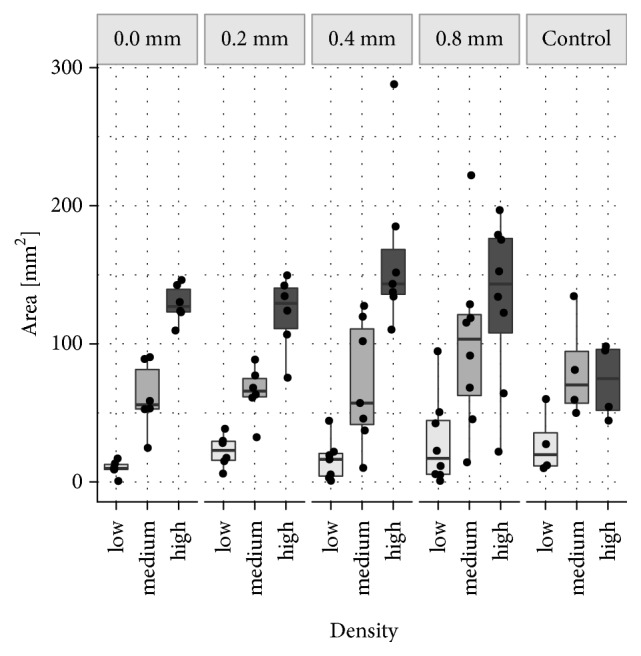 0.0 mm 0.2 mm 0.4 mm 0.8 mm Control
300
200
100
0
Area [mm²]
low medium high low medium high low medium high low medium high low medium high
Density